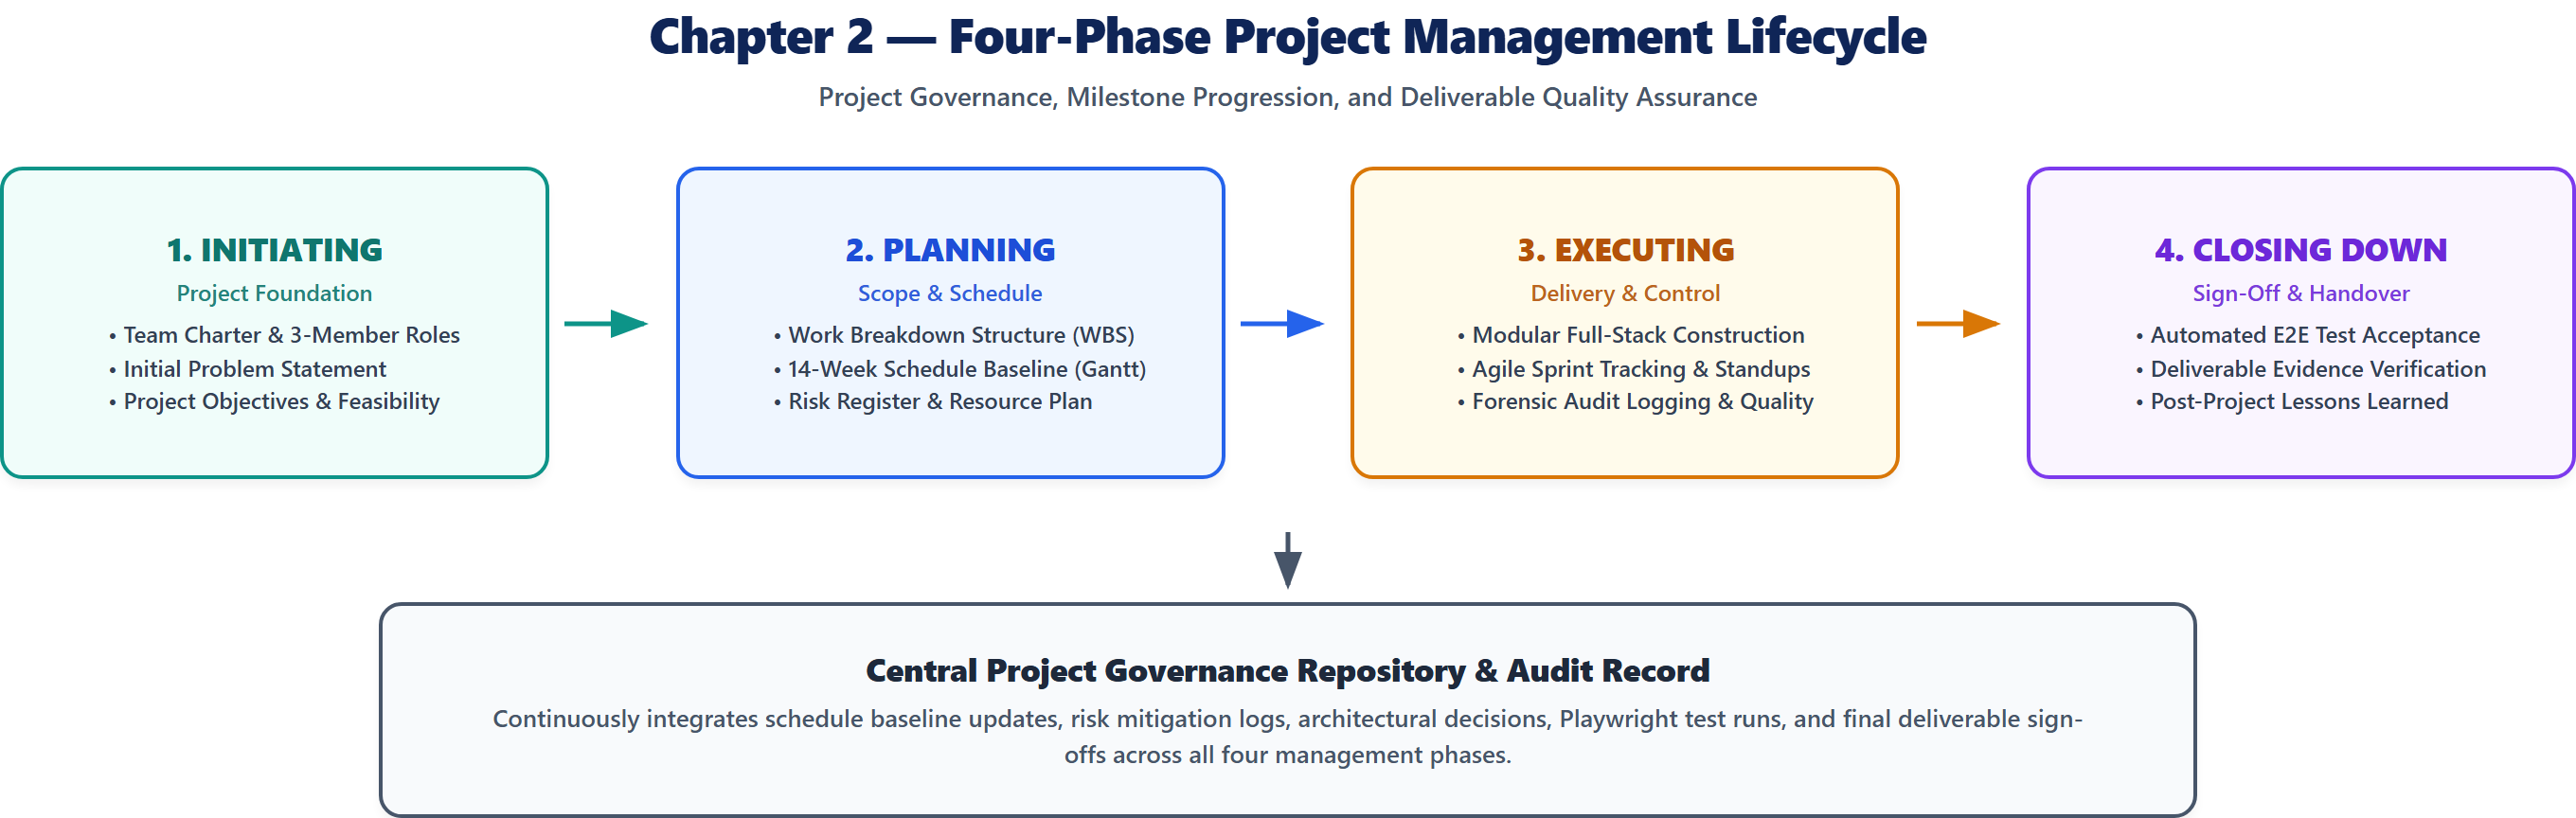 Chapter 2 — Four-Phase Project Management Lifecycle
Project Governance, Milestone Progression, and Deliverable Quality Assurance
1. INITIATING
Project Foundation
• Team Charter & 3-Member Roles
• Initial Problem Statement
• Project Objectives & Feasibility
2. PLANNING
Scope & Schedule
• Work Breakdown Structure (WBS)
• 14-Week Schedule Baseline (Gantt)
• Risk Register & Resource Plan
3. EXECUTING
Delivery & Control
• Modular Full-Stack Construction
• Agile Sprint Tracking & Standups
• Forensic Audit Logging & Quality
4. CLOSING DOWN
Sign-Off & Handover
• Automated E2E Test Acceptance
• Deliverable Evidence Verification
• Post-Project Lessons Learned
Central Project Governance Repository & Audit Record
Continuously integrates schedule baseline updates, risk mitigation logs, architectural decisions, Playwright test runs, and final deliverable sign-
offs across all four management phases.